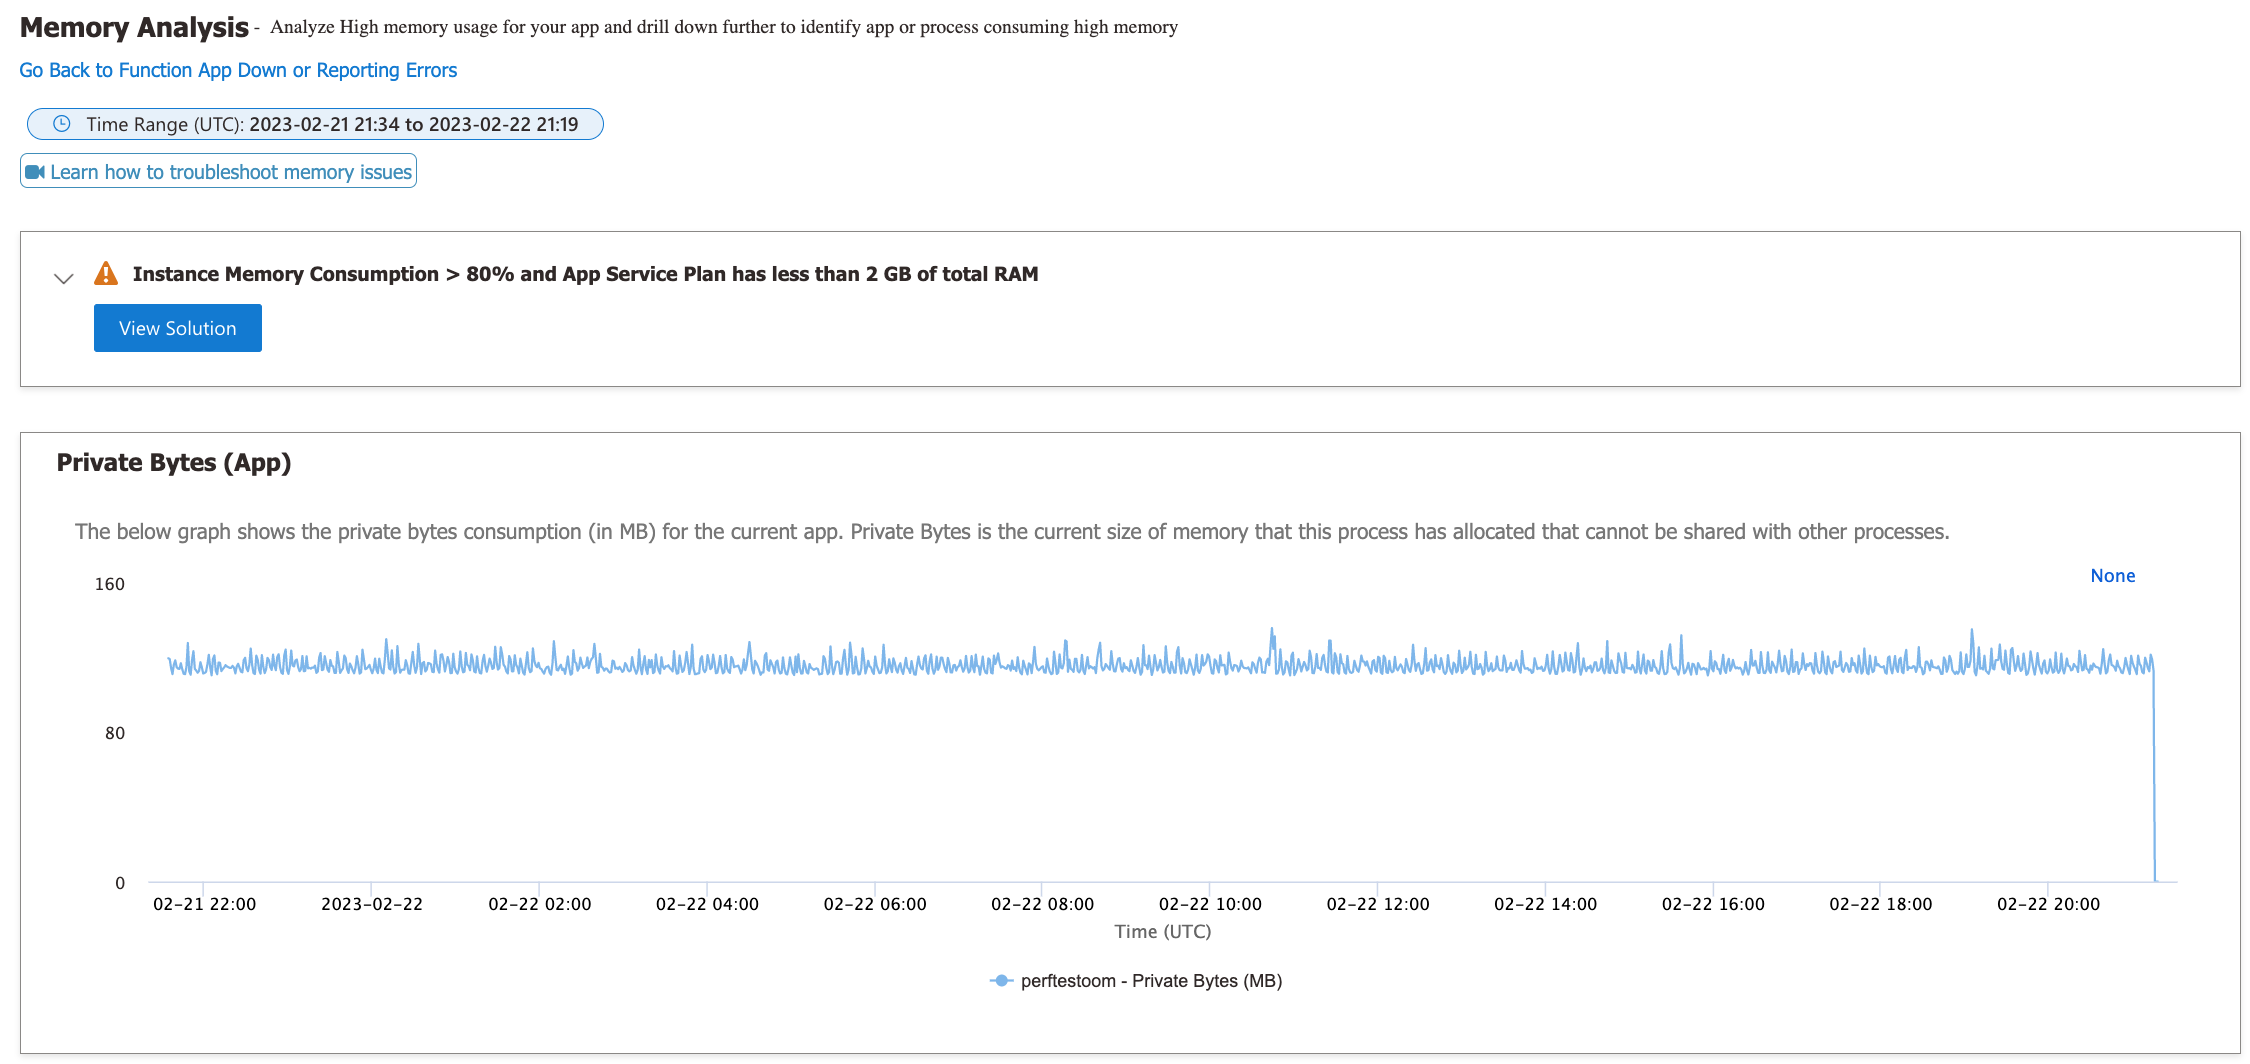 Memory Analysis - Analyze High memory usage for your app and drill down further to identify app or process consuming high memory
Go Back to Function App Down or Reporting Errors
Time Range (UTC): 2023-02-21 21:34 to 2023-02-22 21:19
Learn how to troubleshoot memory issues
Instance Memory Consumption > 80% and App Service Plan has less than 2 GB of total RAM
View Solution
Private Bytes (App)
The below graph shows the private bytes consumption (in MB) for the current app. Private Bytes is the current size of memory that this process has allocated that cannot be shared with other processes.
None
160
80
0
02-21 22:00 2023-02-22 02-22 02:00 02-22 04:00 02-22 06:00 02-22 08:00 02-22 10:00 02-22 12:00 02-22 14:00 02-22 16:00 02-22 18:00 02-22 20:00
Time (UTC)
perftestoom - Private Bytes (MB)